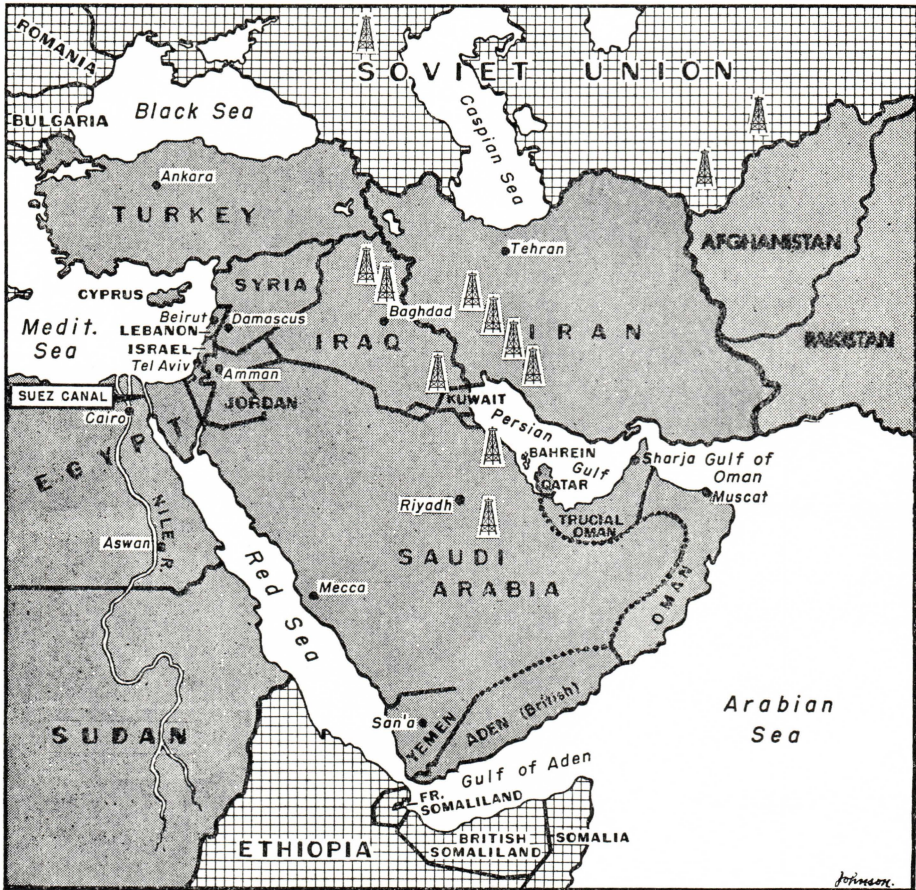 ROMANIA
SOVIET UNION
BULGARIA
Black Sea
Caspian Sea
Ankara
TURKEY
Tehran
AFGHANISTAN
CYPRUS
SYRIA
Medit.
Sea
Beirut
Damascus
LEBANON
ISRAEL
Tel Aviv
Baghdad
IRAQ
IRAN
PAKISTAN
Amman
SUEZ CANAL
JORDAN
KUWAIT
Cairo
EGYPT
Persian
Gulf
BAHREIN
QATAR
Sharja
Gulf of
Oman
Muscat
Riyadh
TRUCIAL
OMAN
NILE R.
Aswan
Red Sea
SAUDI
ARABIA
Mecca
OMAN
SUDAN
San'a
YEMEN
ADEN (British)
Arabian
Sea
Gulf of Aden
FR.
SOMALILAND
ETHIOPIA
BRITISH
SOMALILAND
SOMALIA
Johnson.